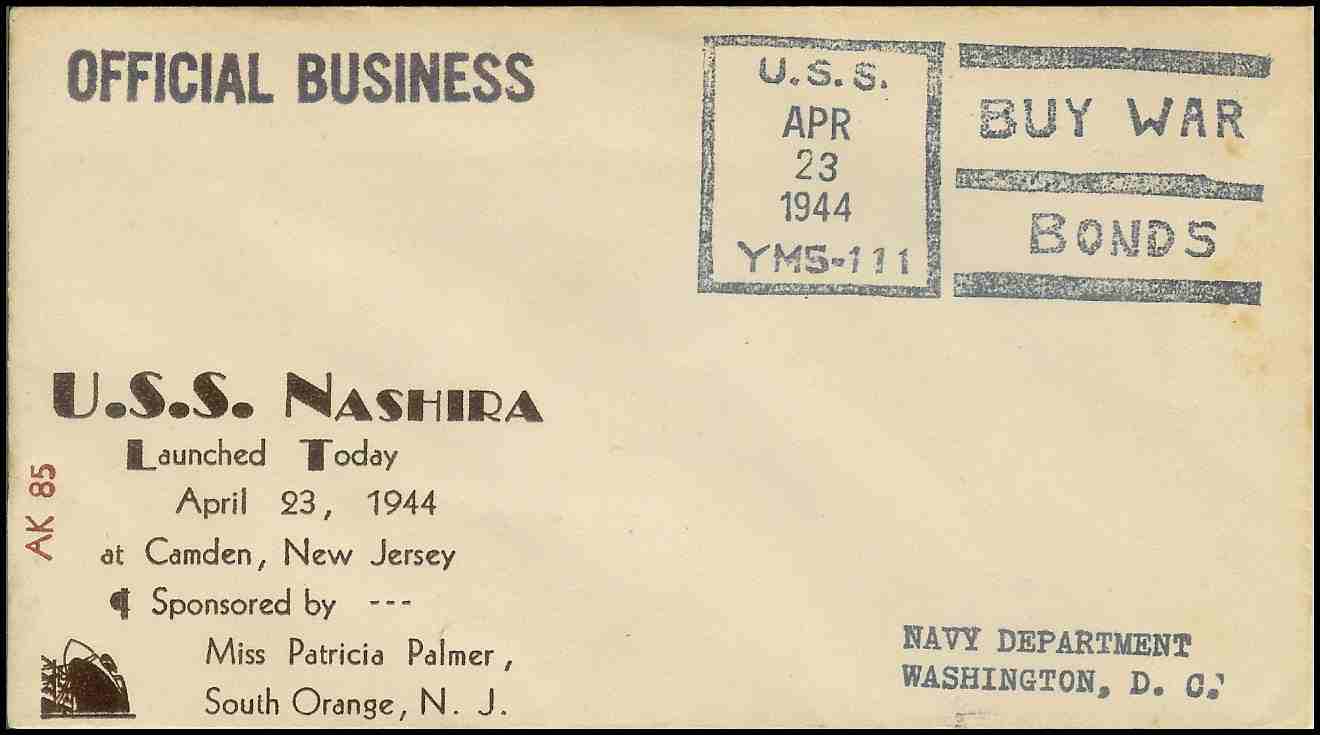 OFFICIAL BUSINESS
U.S.S.
APR
23
1944
YMS-111
BUY WAR
BONDS
U.S.S. NASHIRA
Launched Today
April 23, 1944
at Camden, New Jersey
¶ Sponsored by ---
Miss Patricia Palmer,
South Orange, N. J.
AK 85
NAVY DEPARTMENT
WASHINGTON, D. C.